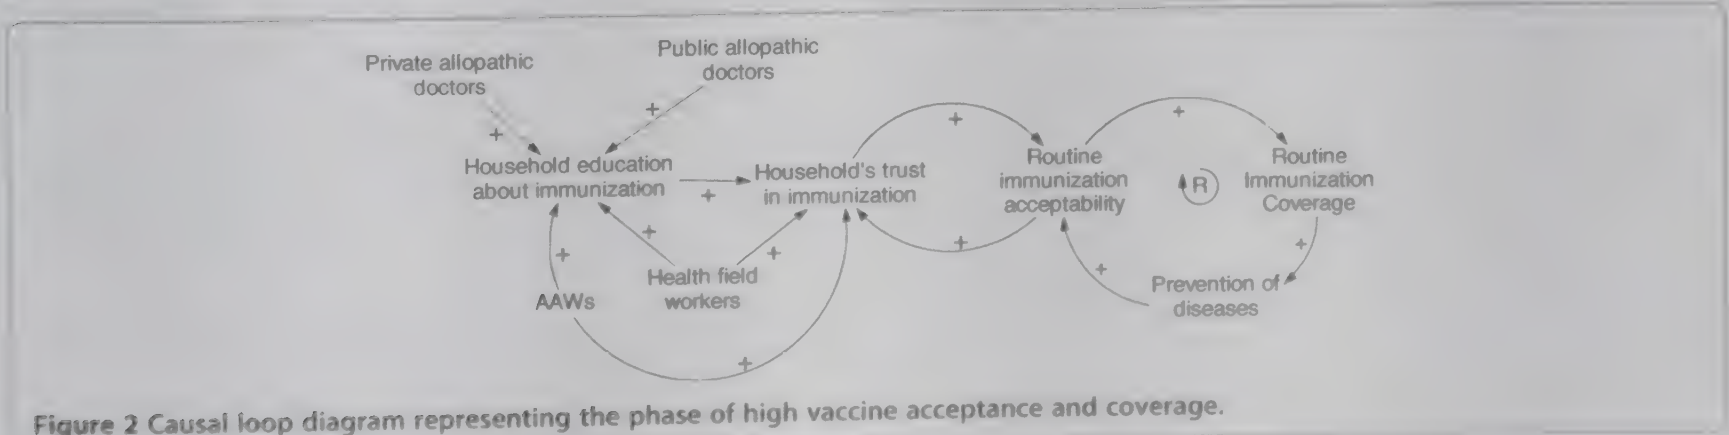 Private allopathic
doctors
Public allopathic
doctors
+
+
Household education
about immunization
+
Household's trust
in immunization
+
Routine
immunization
acceptability
+
R
Routine
Immunization
Coverage
+
+
+
+
Health field
workers
AAWs
+
+
Prevention of
diseases
+
+
Figure 2 Causal loop diagram representing the phase of high vaccine acceptance and coverage.